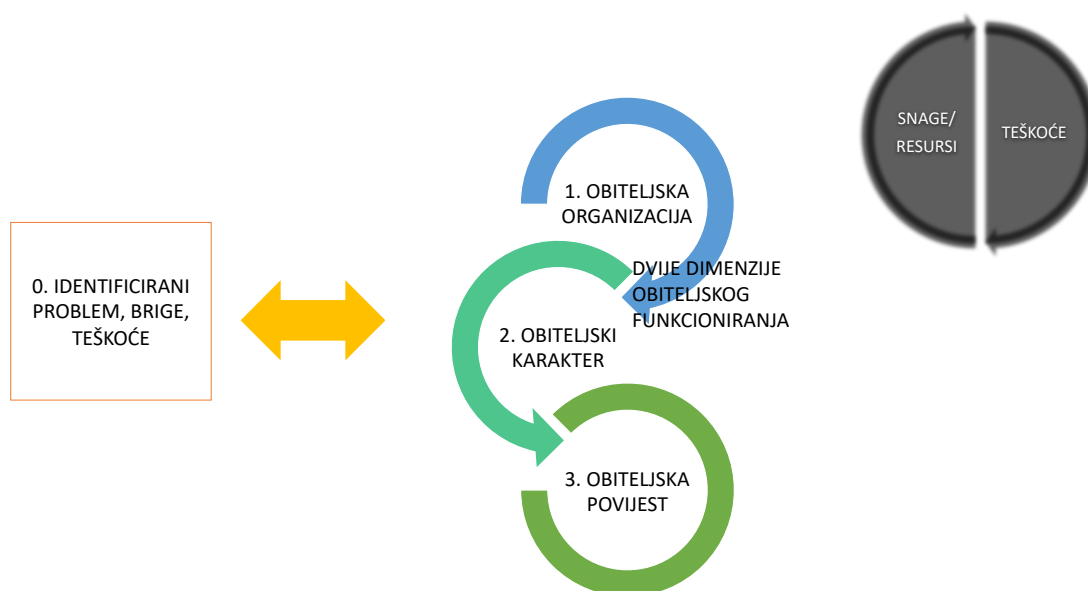 SNAGE/
RESURSI
TEŠKOĆE
1. OBITELJSKA
ORGANIZACIJA
DVIJE DIMENZIJE
OBITELJSKOG
FUNKCIONIRANJA
0. IDENTIFICIRANI
PROBLEM, BRIGE,
TEŠKOĆE
2. OBITELJSKI
KARAKTER
3. OBITELJSKA
POVIJEST